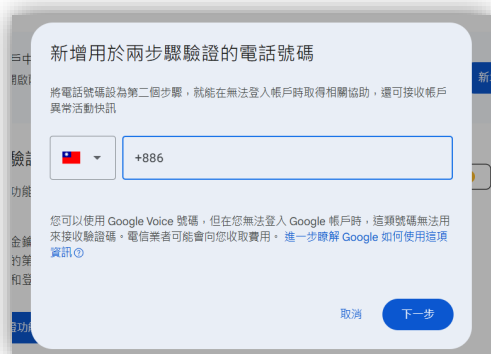 新增用於兩步驟驗證的電話號碼
將電話號碼設為第二個步驟，就能在無法登入帳戶時取得相關協助，還可接收帳戶
異常活動快訊
+886
您可以使用 Google Voice 號碼，但在您無法登入 Google 帳戶時，這類號碼無法用
來接收驗證碼。電信業者可能會向您收取費用。 進一步瞭解 Google 如何使用這項
資訊
取消
下一步